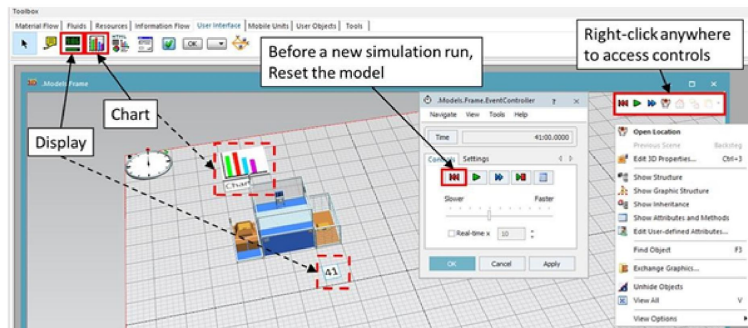 Toolbox
Material Flow Fluids Resources Information Flow User Interface Mobile Units User Objects Tools
HTML
OK
Before a new simulation run,
Reset the model
Right-click anywhere
to access controls
.Models.Frame
Chart
Display
Chart
41
.Models.Frame.EventController ? ×
Navigate View Tools Help
Time 41:00.0000
Controls Settings
Slower Faster
Real-time x 10
OK Cancel Apply
Open Location
Previous Scene Backsteg
Edit 3D Properties... Ctrl+3
Show Structure
Show Graphic Structure
Show Inheritance
Show Attributes and Methods
Edit User-defined Attributes...
Find Object F3
Exchange Graphics...
Unhide Objects
View All V
View Options